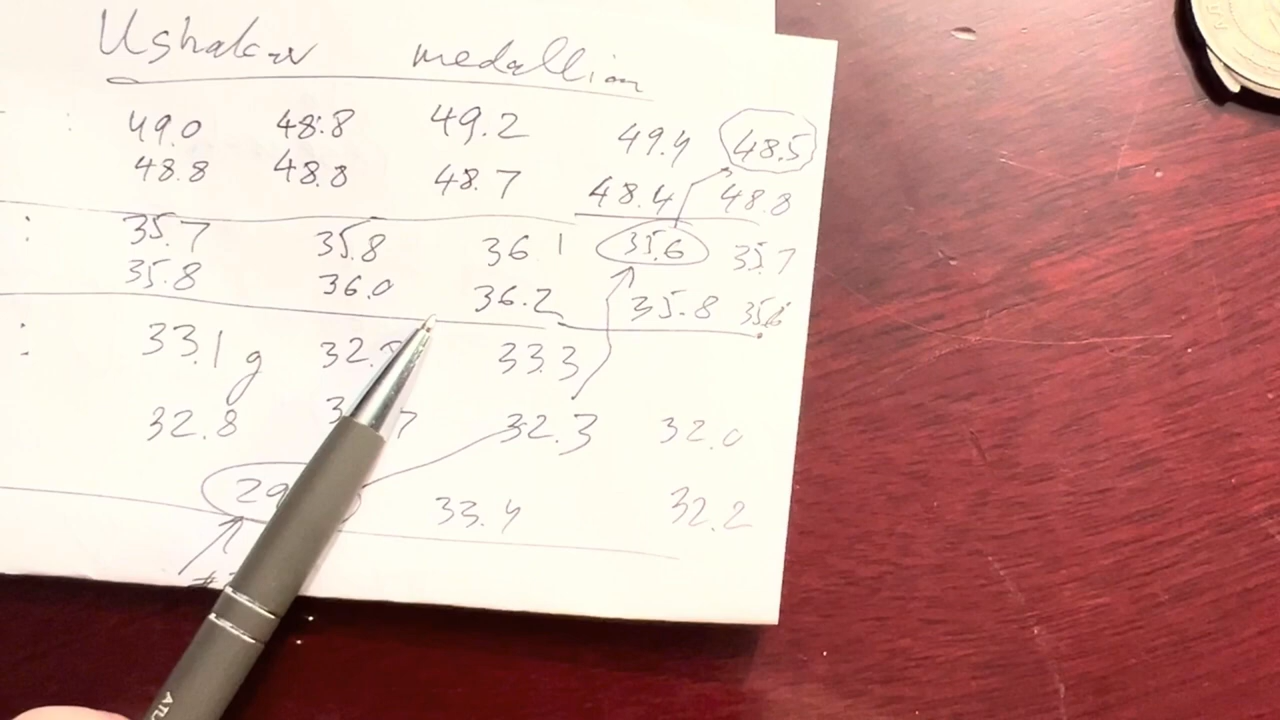 Ushakov medallion
49.0 48.8 49.2 49.4 48.5
48.8 48.8 48.7 48.4 48.8
: 35.7 35.8 36.1 35.6 35.7
35.8 36.0 36.2 35.8 35.6
: 33.1 g 32. 33.3
32.8 32.3 32.0
29 33.4 32.2